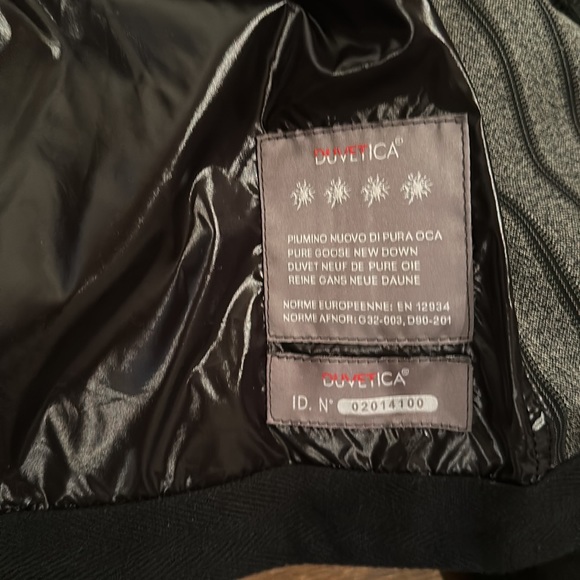 DUVETICA®
PIUMINO NUOVO DI PURA OCA
PURE GOOSE NEW DOWN
DUVET NEUF DE PURE OIE
REINE GANS NEUE DAUNE
NORME EUROPEENNE: EN 12934
NORME AFNOR: G32-003, D90-201
DUVETICA®
ID. N° 02014100